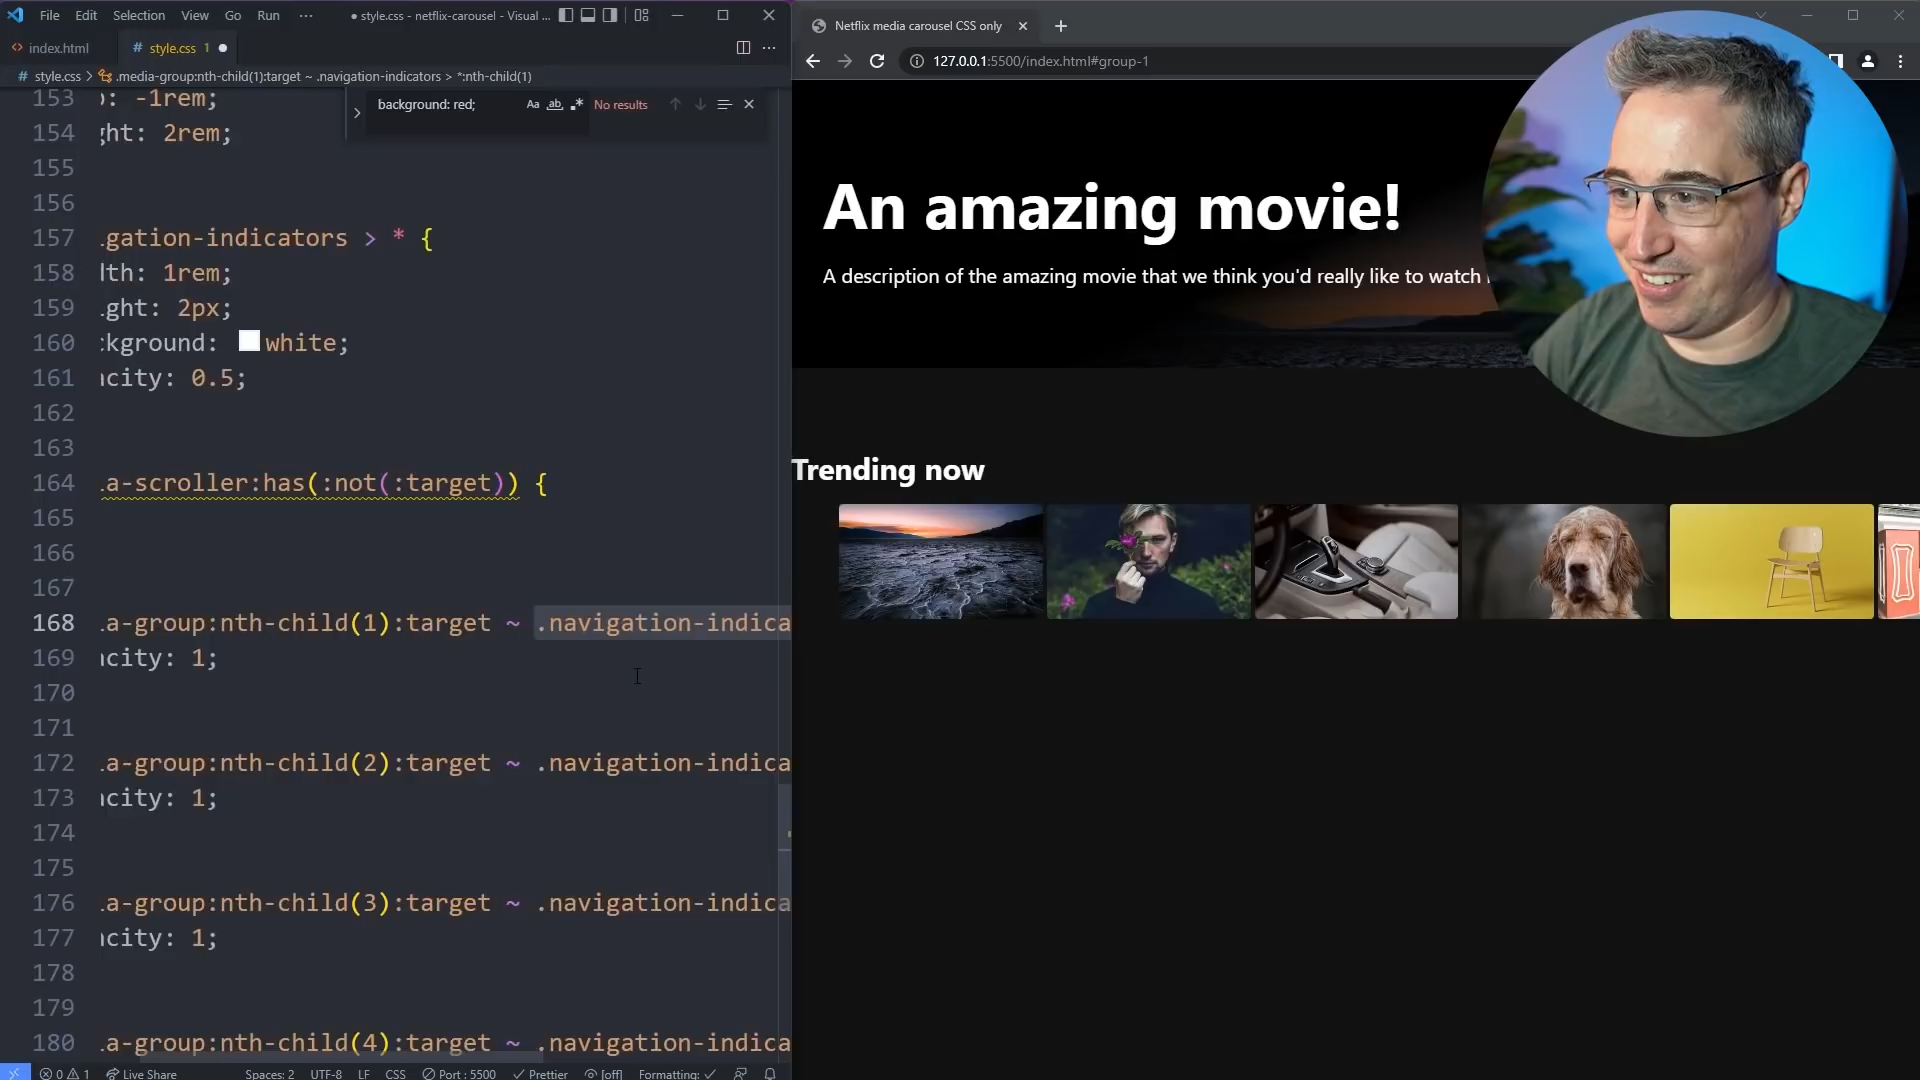 File Edit Selection View Go Run ··· ● style.css - netflix-carousel - Visual ...
index.html
# style.css 1 ●
# style.css > .media-group:nth-child(1):target ~ .navigation-indicators > *:nth-child(1)
background: red;
Aa ab No results
153 : -1rem;
154 ght: 2rem;
155
156
157 .gation-indicators > * {
158 lth: 1rem;
159 .ght: 2px;
160 :kground: white;
161 acity: 0.5;
162
163
164 .a-scroller:has(:not(:target)) {
165
166
167
168 .a-group:nth-child(1):target ~ .navigation-indica
169 acity: 1;
170
171
172 .a-group:nth-child(2):target ~ .navigation-indica
173 acity: 1;
174
175
176 .a-group:nth-child(3):target ~ .navigation-indica
177 acity: 1;
178
179
180 .a-group:nth-child(4):target ~ .navigation-indica
0 1 Live Share Spaces: 2 UTF-8 LF CSS Port : 5500 Prettier [off] Formatting: ✓
Netflix media carousel CSS only
127.0.0.1:5500/index.html#group-1
An amazing movie!
A description of the amazing movie that we think you'd really like to watch
Trending now